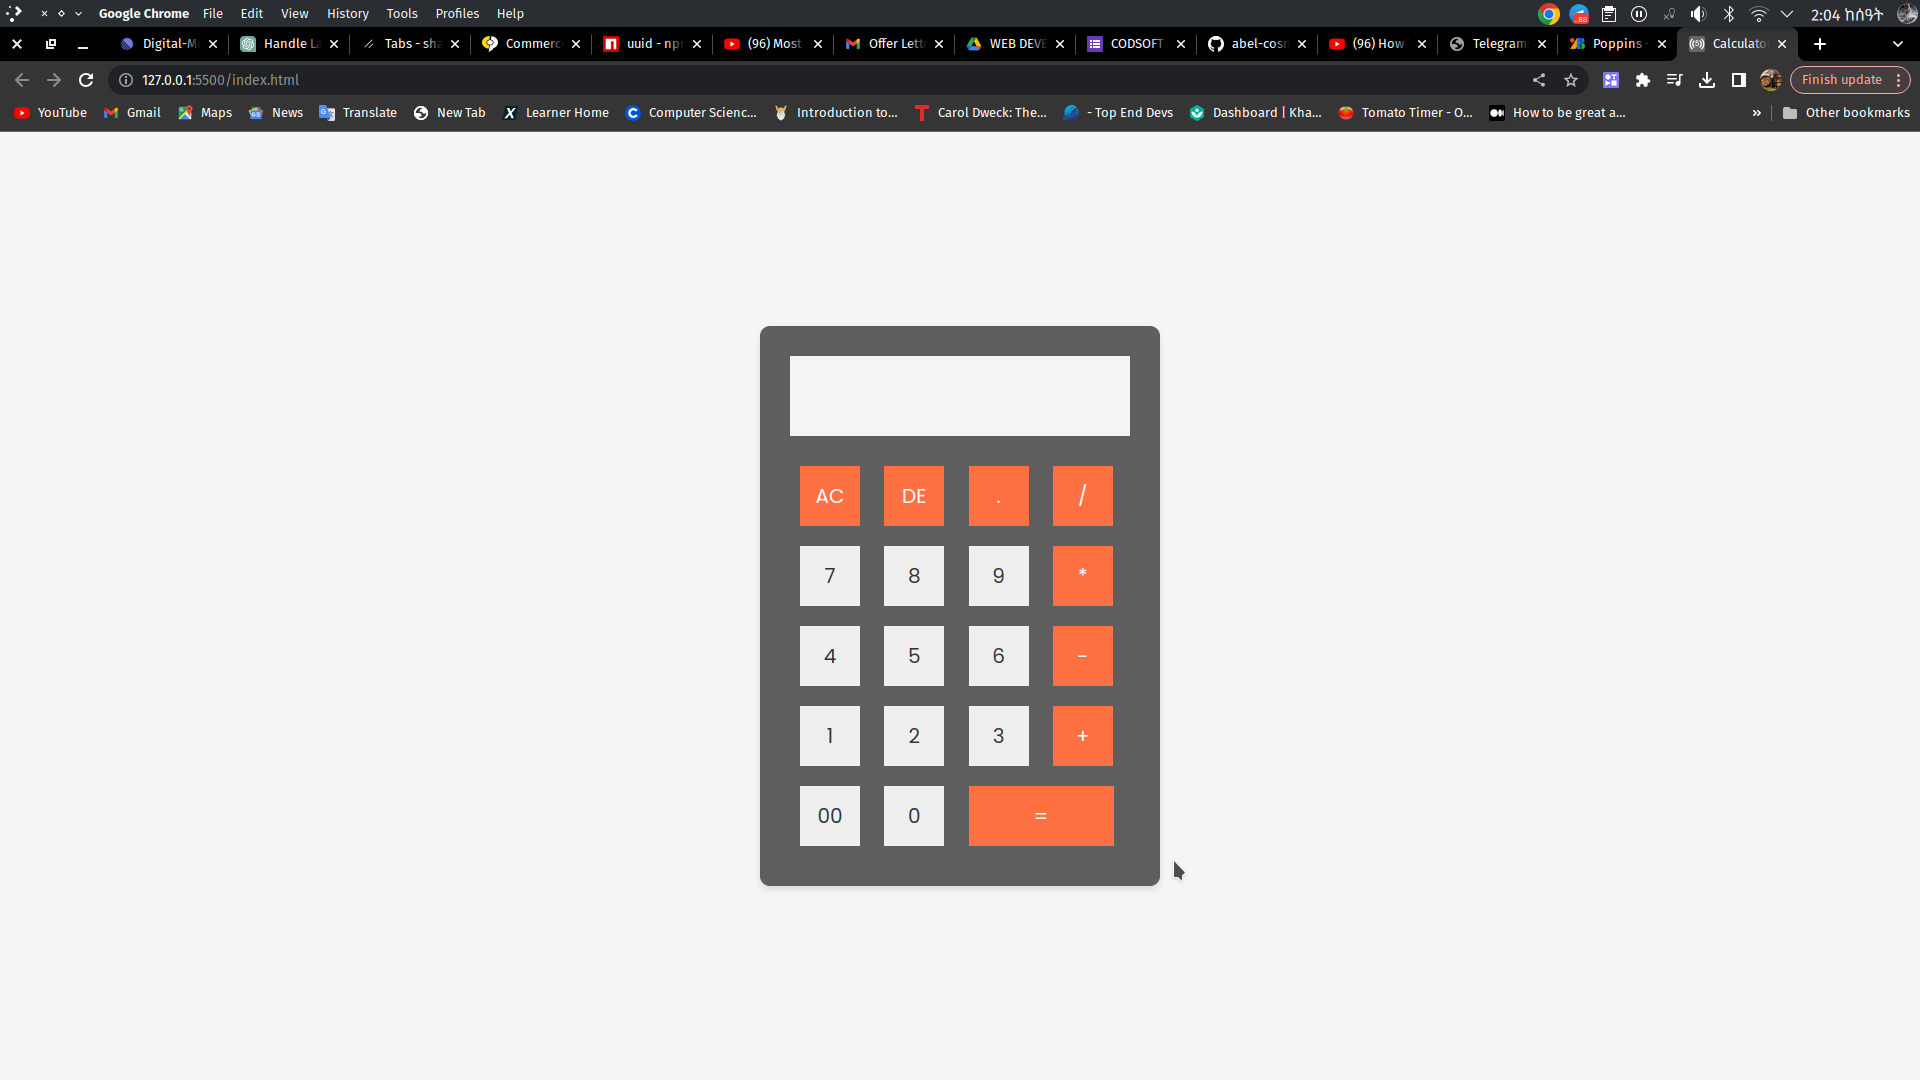 Google Chrome File Edit View History Tools Profiles Help 2:04 ከሰዓት
Digital-M Handle La Tabs - sha Commerc uuid - np (96) Most Offer Lett WEB DEVE CODSOFT abel-cosm (96) How Telegram Poppins - Calculato
127.0.0.1:5500/index.html Finish update
YouTube Gmail Maps News Translate New Tab Learner Home Computer Scienc... Introduction to... Carol Dweck: The... - Top End Devs Dashboard | Kha... Tomato Timer - O... How to be great a... » Other bookmarks
AC DE . /
7 8 9 *
4 5 6 -
1 2 3 +
00 0 =